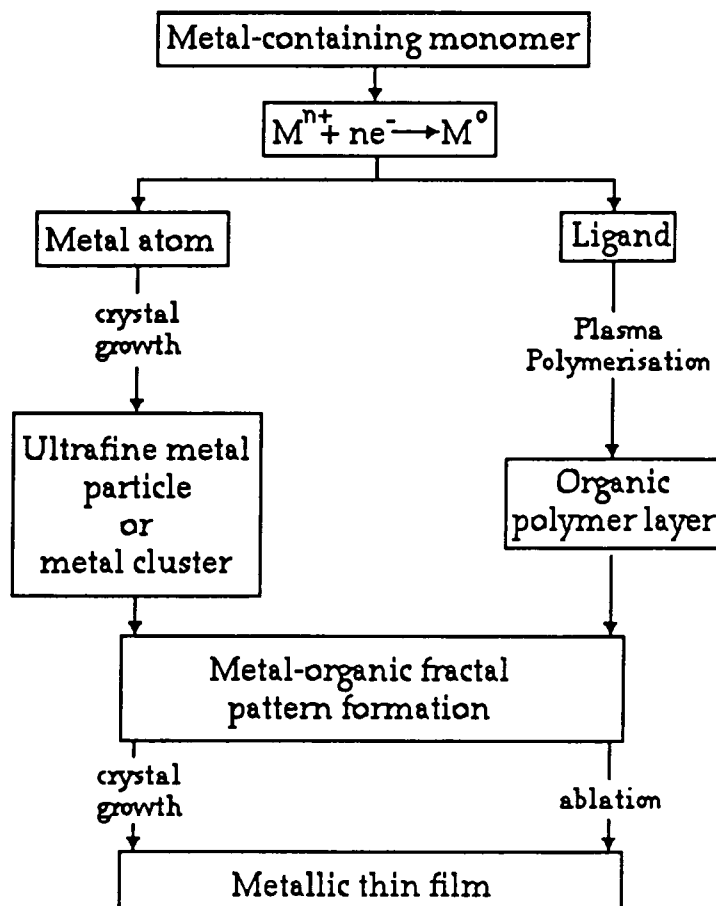 Metal-containing monomer
Mⁿ⁺+ ne⁻→M⁰
Metal atom
Ligand
crystal
growth
Plasma
Polymerisation
Ultrafine metal
particle
or
metal cluster
Organic
polymer layer
Metal-organic fractal
pattern formation
crystal
growth
ablation
Metallic thin film